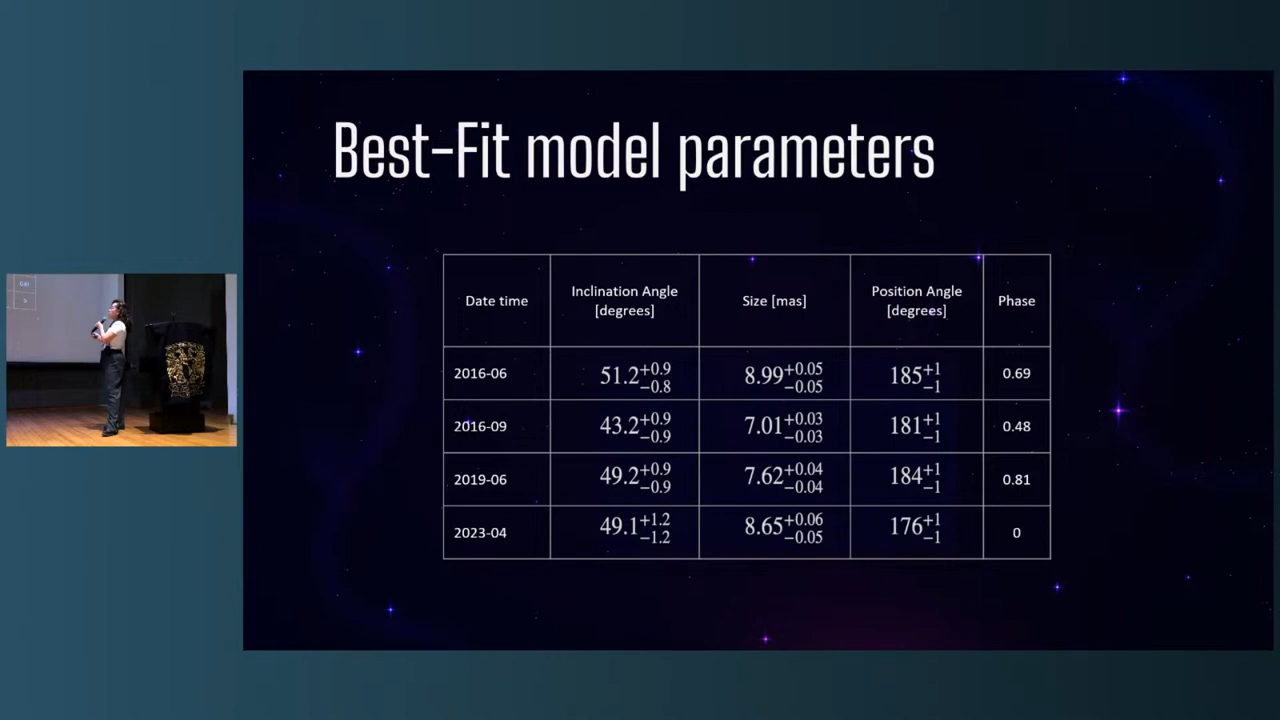 Best-Fit model parameters
Date time
Inclination Angle
[degrees]
Size [mas]
Position Angle
[degrees]
Phase
2016-06 51.2+0.9−0.8 8.99+0.05−0.05 185+1−1 0.69
2016-09 43.2+0.9−0.9 7.01+0.03−0.03 181+1−1 0.48
2019-06 49.2+0.9−0.9 7.62+0.04−0.04 184+1−1 0.81
2023-04 49.1+1.2−1.2 8.65+0.06−0.05 176+1−1 0